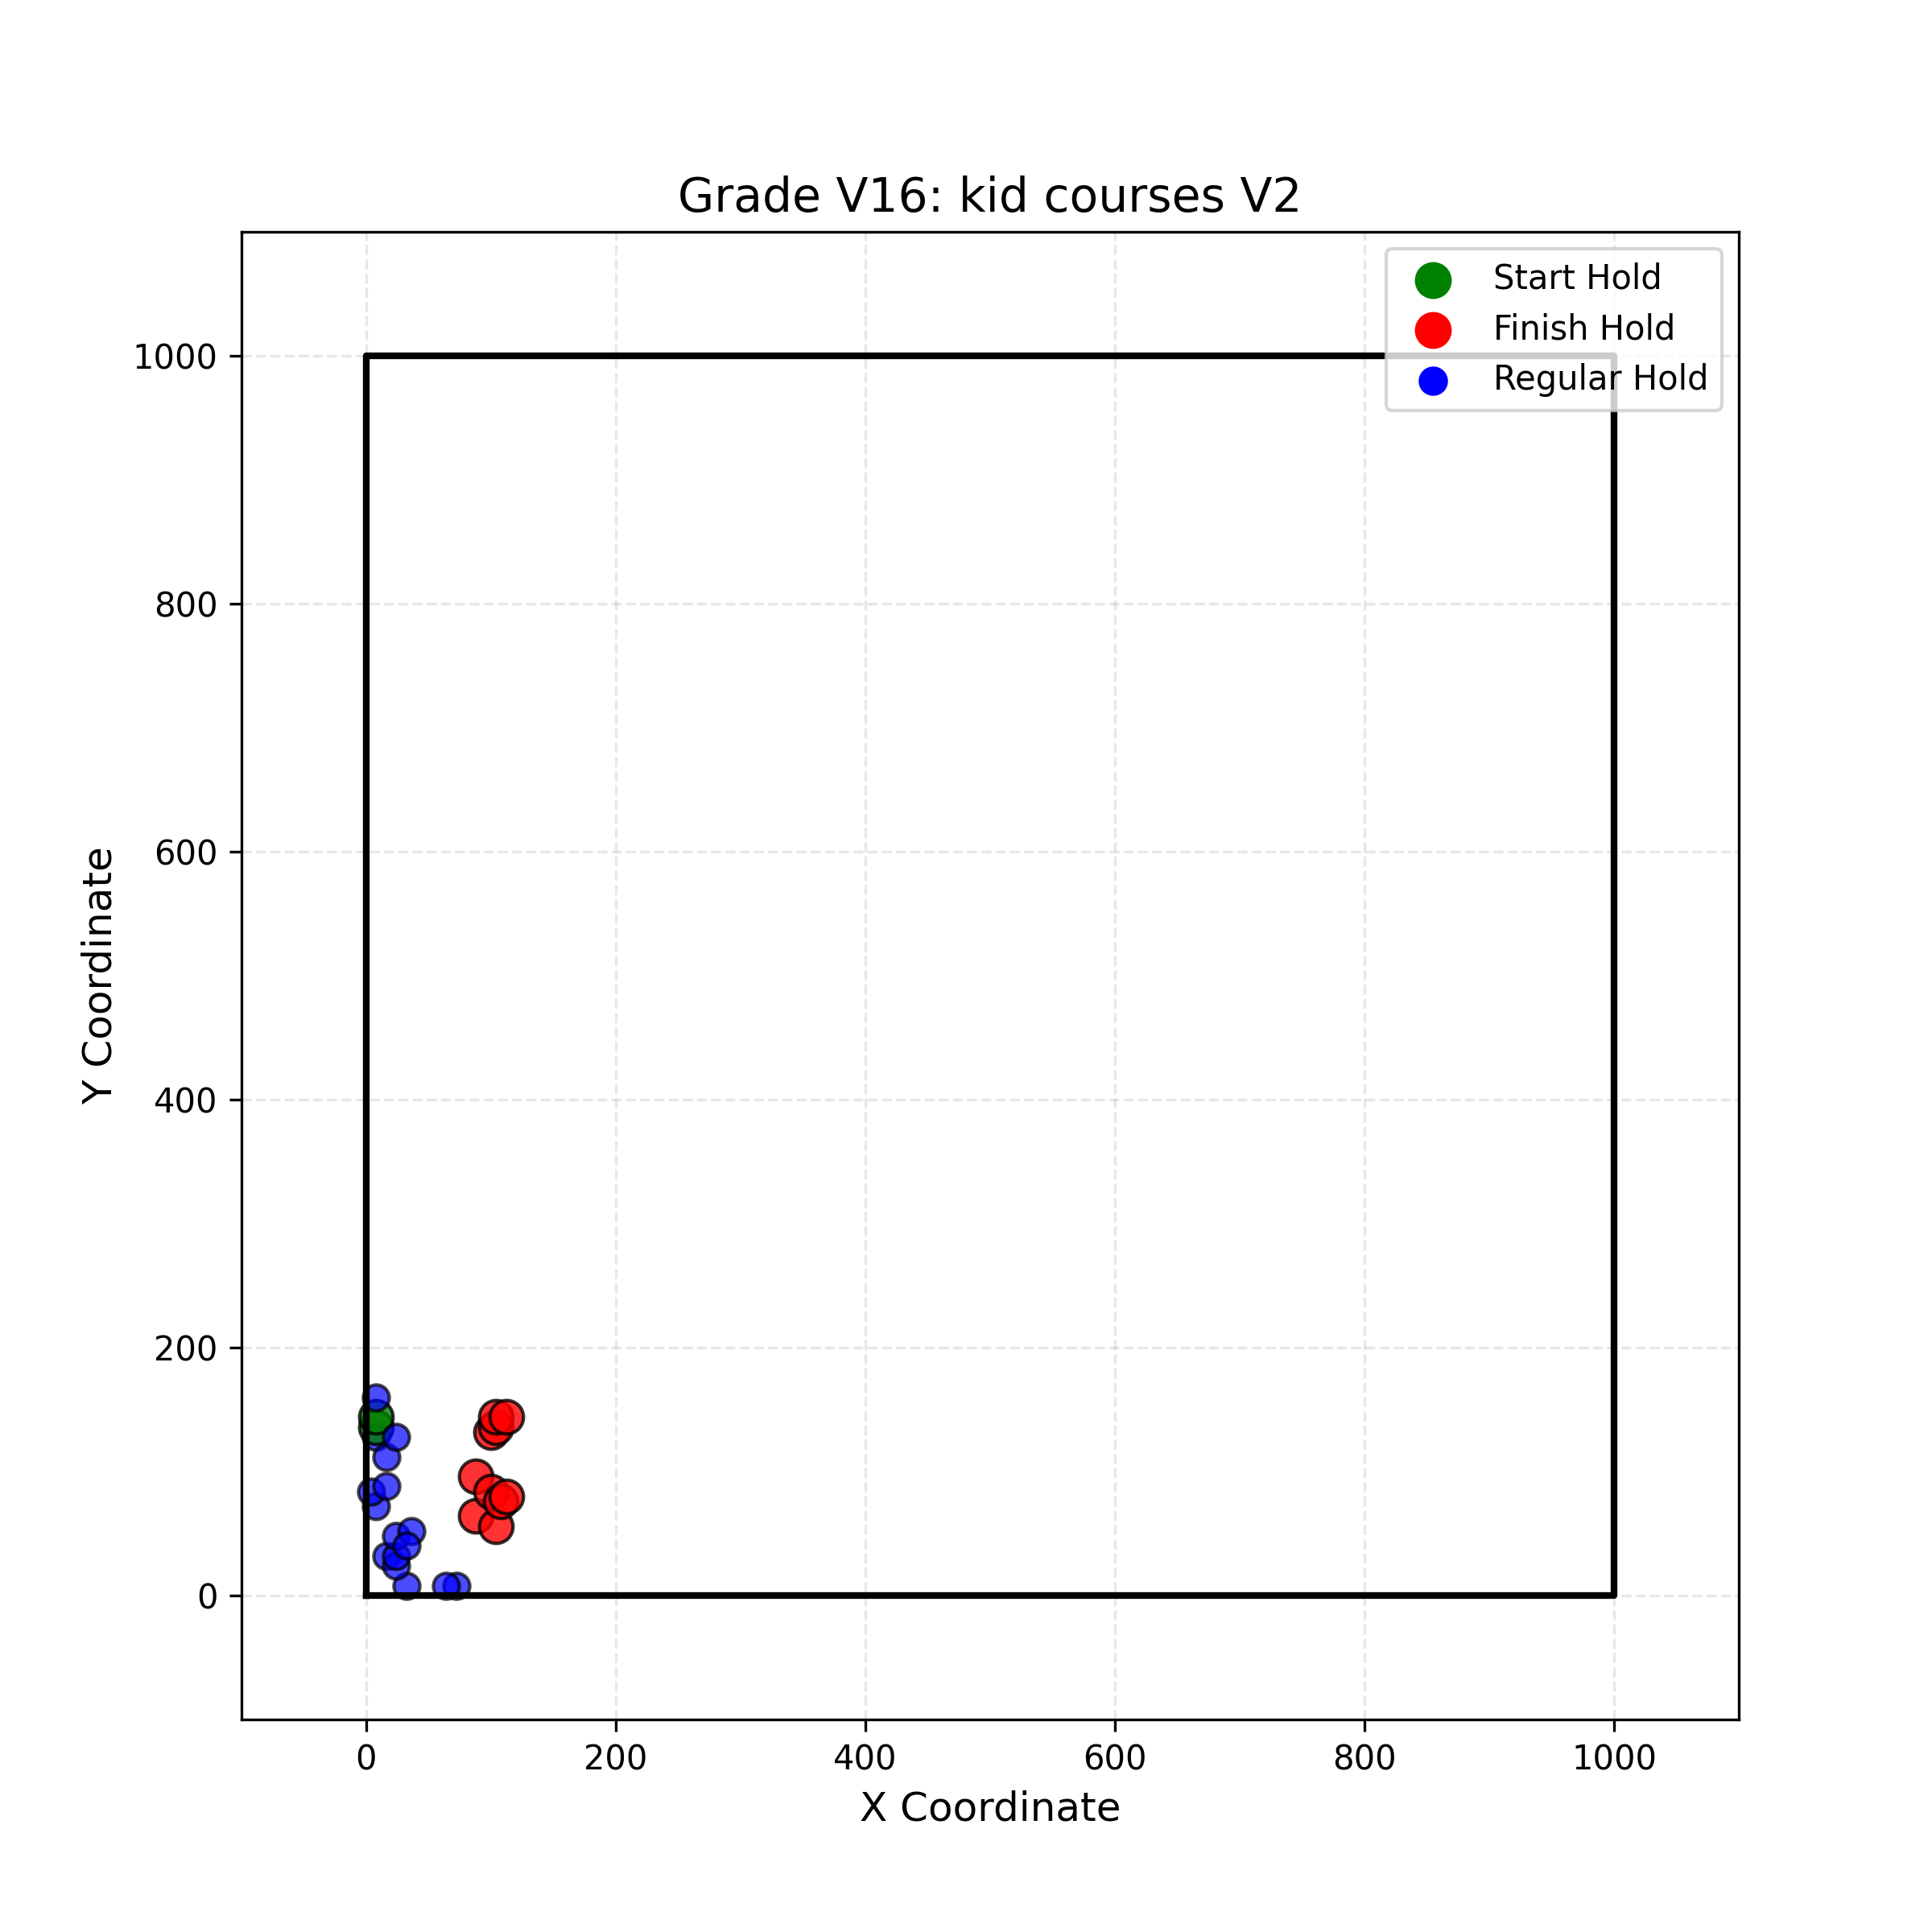 Grade V16: kid courses V2
Start Hold
Finish Hold
Regular Hold
1000
800
600
400
200
0
Y Coordinate
0 200 400 600 800 1000
X Coordinate